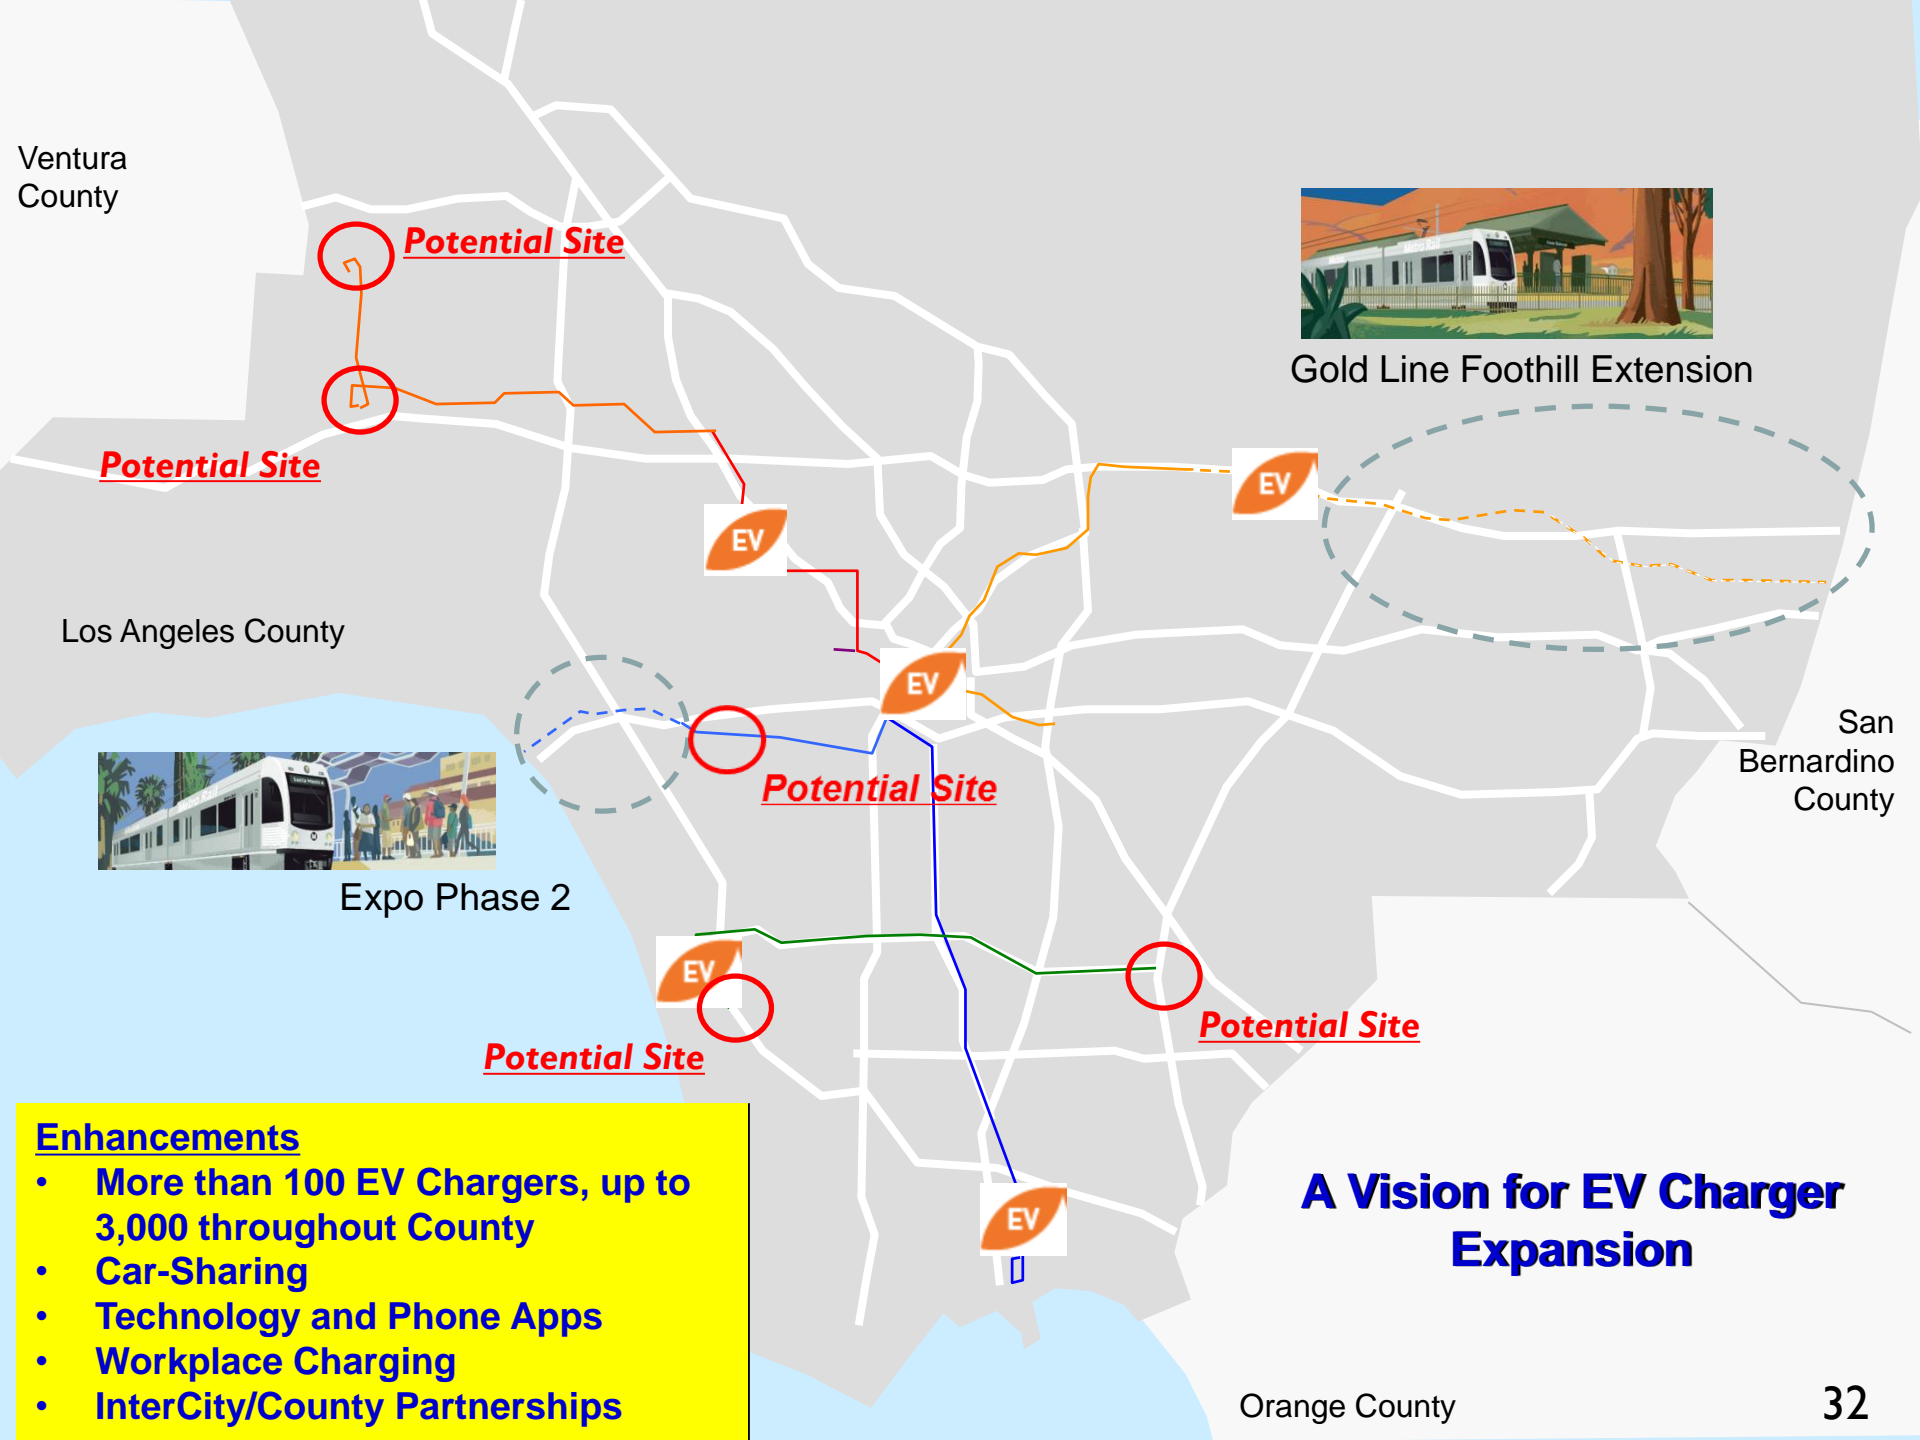 Ventura
County
Potential Site
Gold Line Foothill Extension
Potential Site
EV
EV
Los Angeles County
EV
San
Bernardino
County
Potential Site
Expo Phase 2
EV
Potential Site
Potential Site
Enhancements
• More than 100 EV Chargers, up to
3,000 throughout County
• Car-Sharing
• Technology and Phone Apps
• Workplace Charging
• InterCity/County Partnerships
EV
A Vision for EV Charger
Expansion
Orange County
32